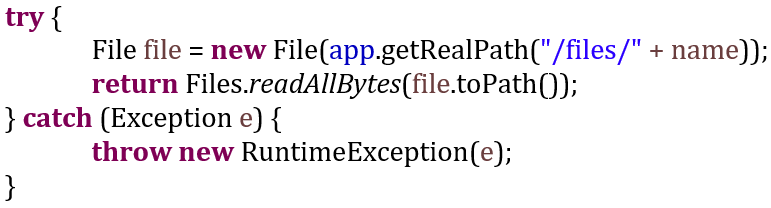 try {
File file = new File(app.getRealPath("/files/" + name));
return Files.readAllBytes(file.toPath());
} catch (Exception e) {
throw new RuntimeException(e);
}